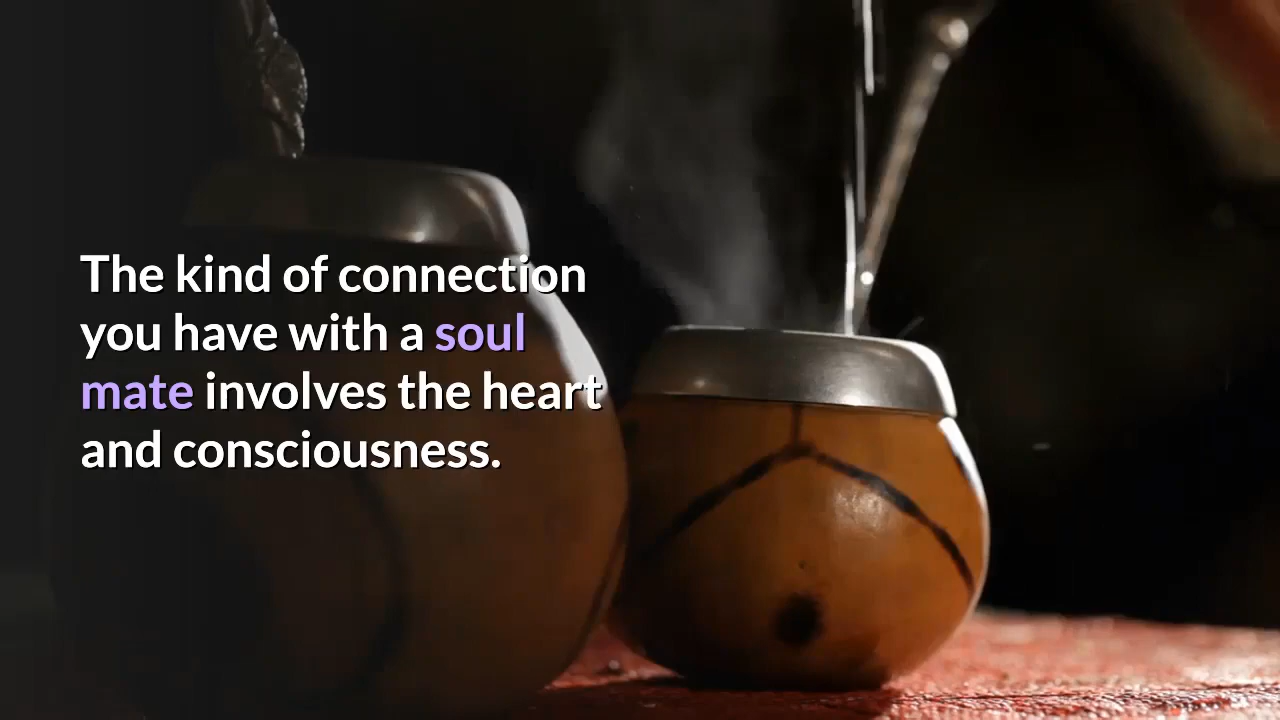 The kind of connection
you have with a soul
mate involves the heart
and consciousness.